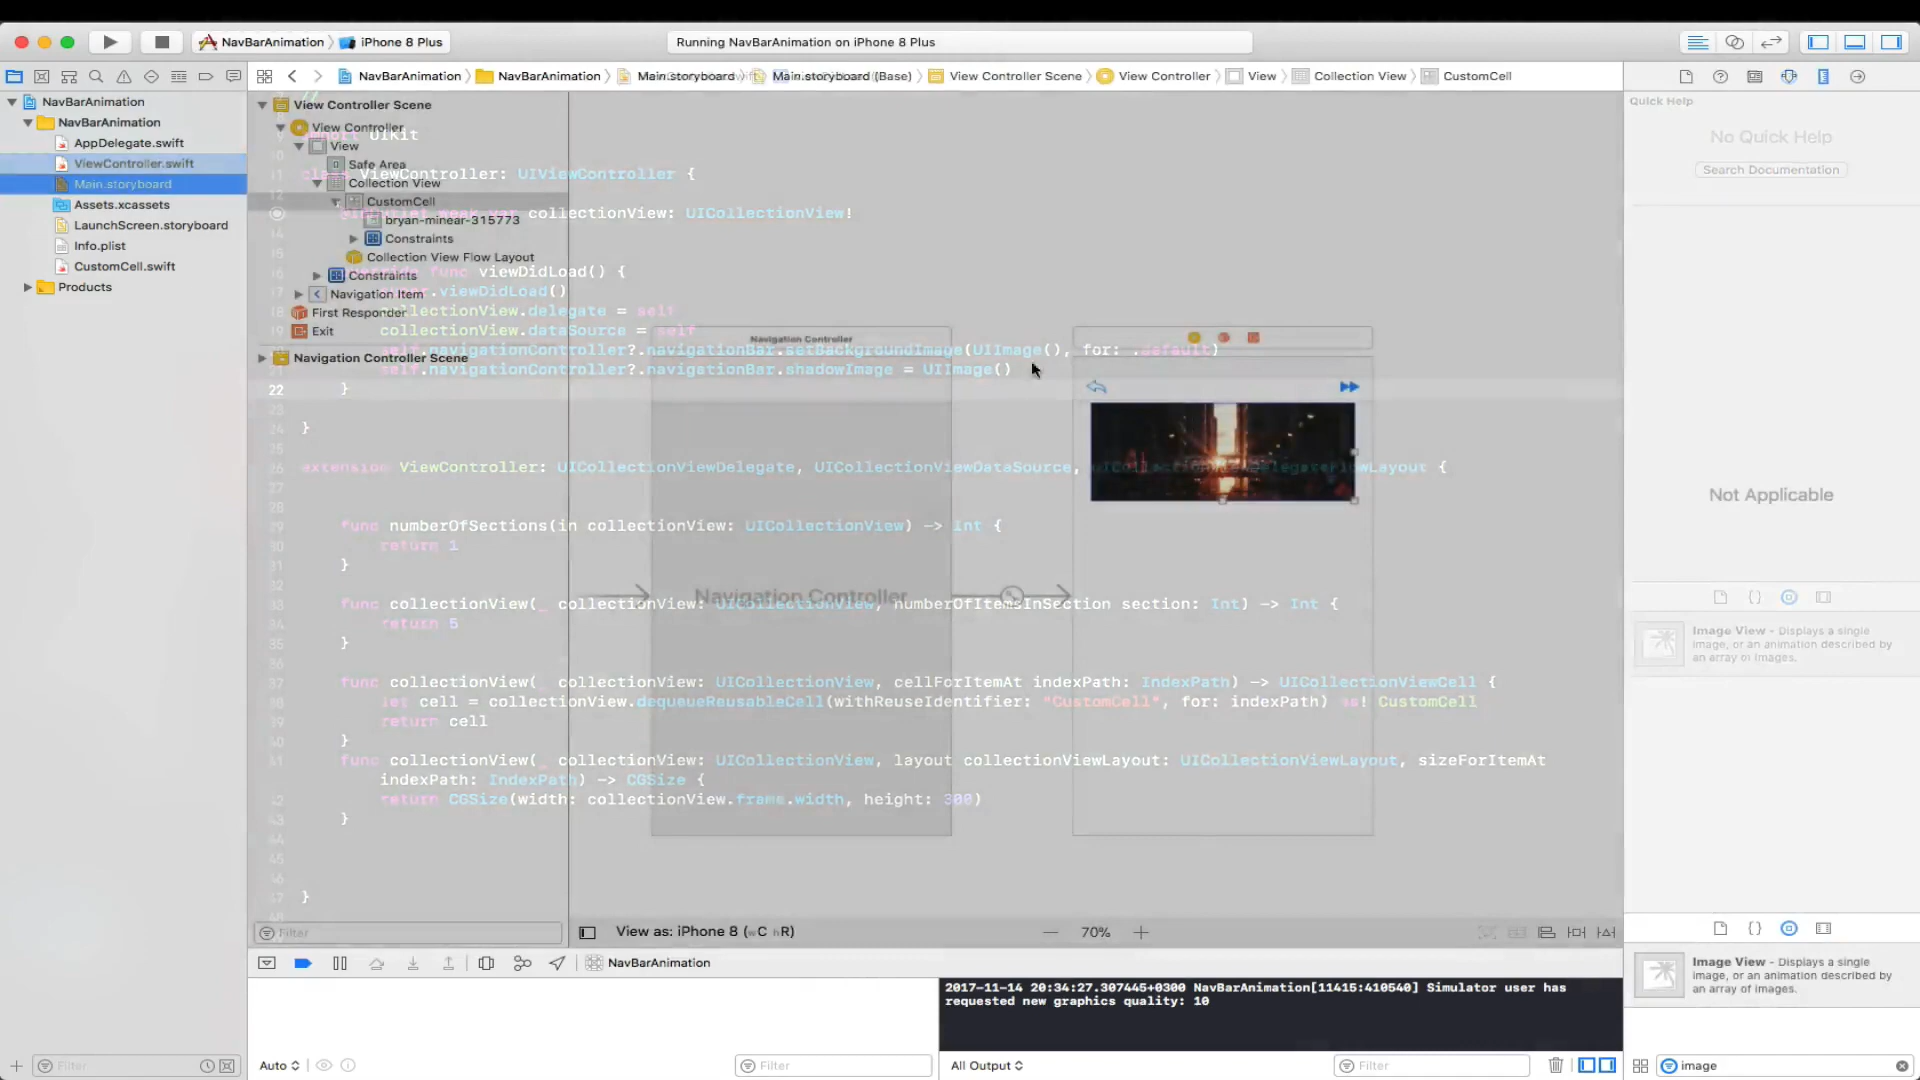 NavBarAnimation
iPhone 8 Plus
Running NavBarAnimation on iPhone 8 Plus
NavBarAnimation
NavBarAnimation
Main.storyboard
Main.storyboard (Base)
View Controller Scene
View Controller
View
Collection View
CustomCell
NavBarAnimation
NavBarAnimation
AppDelegate.swift
ViewController.swift
Main.storyboard
Assets.xcassets
LaunchScreen.storyboard
Info.plist
CustomCell.swift
Products
Filter
View Controller Scene
View Controller
View
Safe Area
Collection View
CustomCell
bryan-minear-315773
Constraints
Collection View Flow Layout
Constraints
Navigation Item
First Responder
Exit
Navigation Controller Scene
Filter
import UIKit
class ViewController: UIViewController {
collectionView: UICollectionView!
func viewDidLoad() {
.viewDidLoad()
collectionView.delegate = self
collectionView.dataSource = self
self.navigationController?.navigationBar.setBackgroundImage(UIImage(), for: .default)
self.navigationController?.navigationBar.shadowImage = UIImage()
22 }
}
extension ViewController: UICollectionViewDelegate, UICollectionViewDataSource, UICollectionViewDelegateFlowLayout {
func numberOfSections(in collectionView: UICollectionView) -> Int {
return 1
}
func collectionView(_ collectionView: UICollectionView, numberOfItemsInSection section: Int) -> Int {
return 5
}
func collectionView(_ collectionView: UICollectionView, cellForItemAt indexPath: IndexPath) -> UICollectionViewCell {
let cell = collectionView.dequeueReusableCell(withReuseIdentifier: "CustomCell", for: indexPath) as! CustomCell
return cell
}
func collectionView(_ collectionView: UICollectionView, layout collectionViewLayout: UICollectionViewLayout, sizeForItemAt
indexPath: IndexPath) -> CGSize {
return CGSize(width: collectionView.frame.width, height: 300)
}
}
Navigation Controller
Navigation Controller
View as: iPhone 8 (wC hR)
70%
NavBarAnimation
2017-11-14 20:34:27.307445+0300 NavBarAnimation[11415:410540] Simulator user has
requested new graphics quality: 10
Auto
Filter
All Output
Filter
Quick Help
No Quick Help
Search Documentation
Not Applicable
Image View - Displays a single
image, or an animation described by
an array of images.
Image View - Displays a single
image, or an animation described by
an array of images.
image